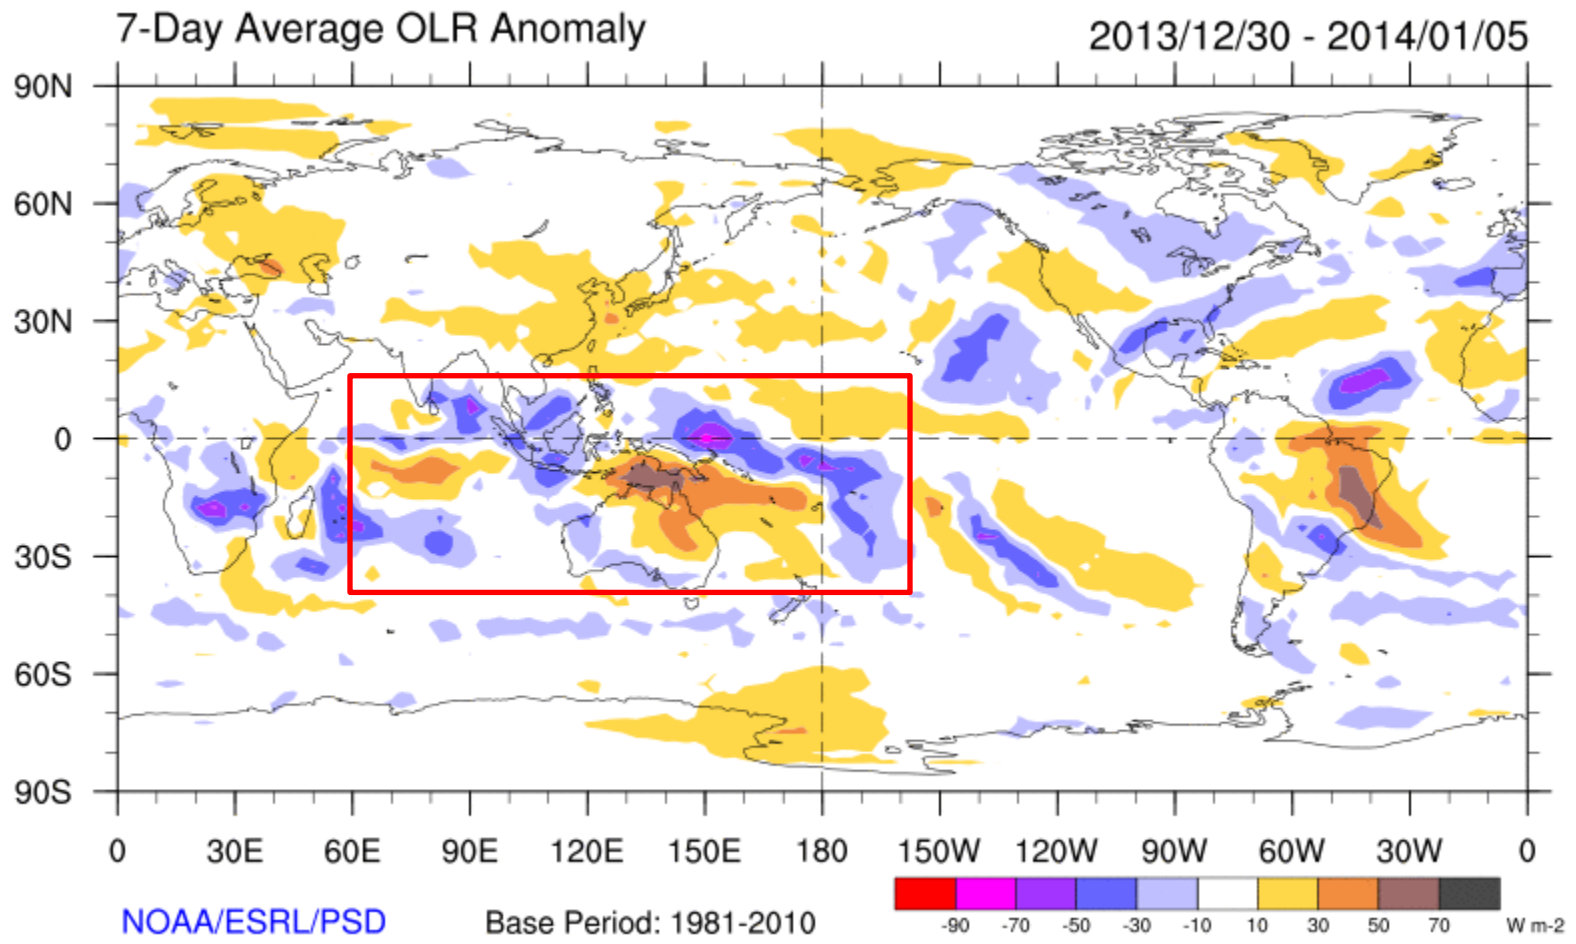 7-Day Average OLR Anomaly
2013/12/30 - 2014/01/05
90N
60N
30N
0
30S
60S
90S
0 30E 60E 90E 120E 150E 180 150W 120W 90W 60W 30W 0
NOAA/ESRL/PSD
Base Period: 1981-2010
-90 -70 -50 -30 -10 10 30 50 70 W m-2